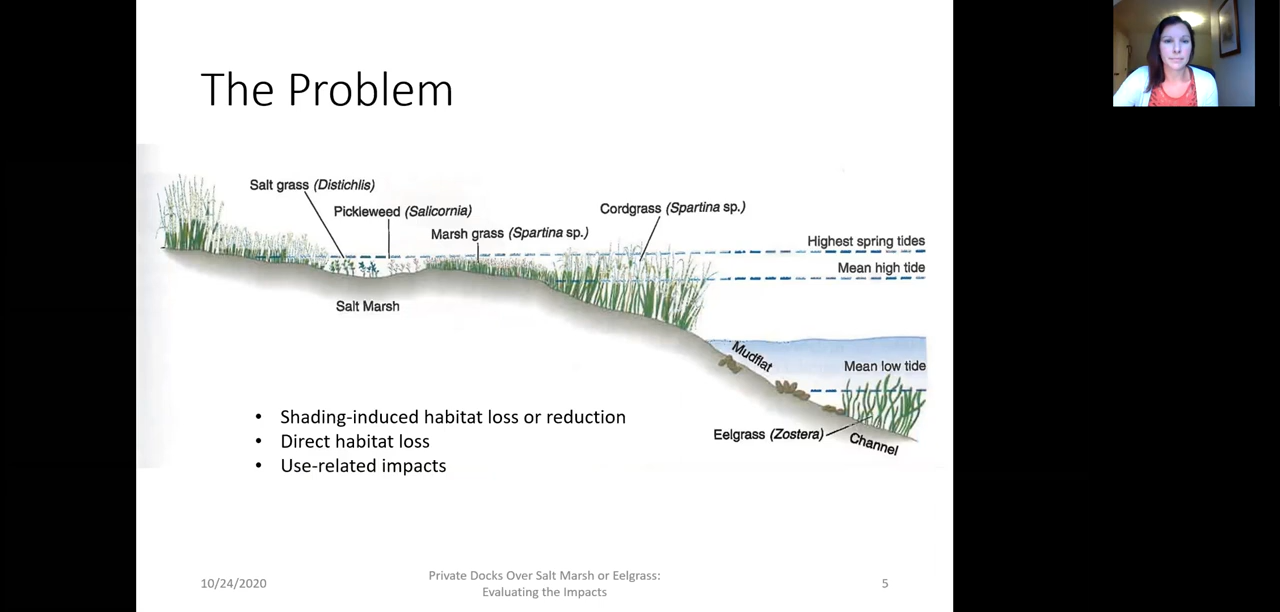 The Problem
Salt grass (Distichlis)
Pickleweed (Salicornia)
Marsh grass (Spartina sp.)
Cordgrass (Spartina sp.)
Highest spring tides
Mean high tide
Salt Marsh
Mudflat
Mean low tide
Eelgrass (Zostera)
Channel
• Shading-induced habitat loss or reduction
• Direct habitat loss
• Use-related impacts
10/24/2020
Private Docks Over Salt Marsh or Eelgrass:
Evaluating the Impacts
5